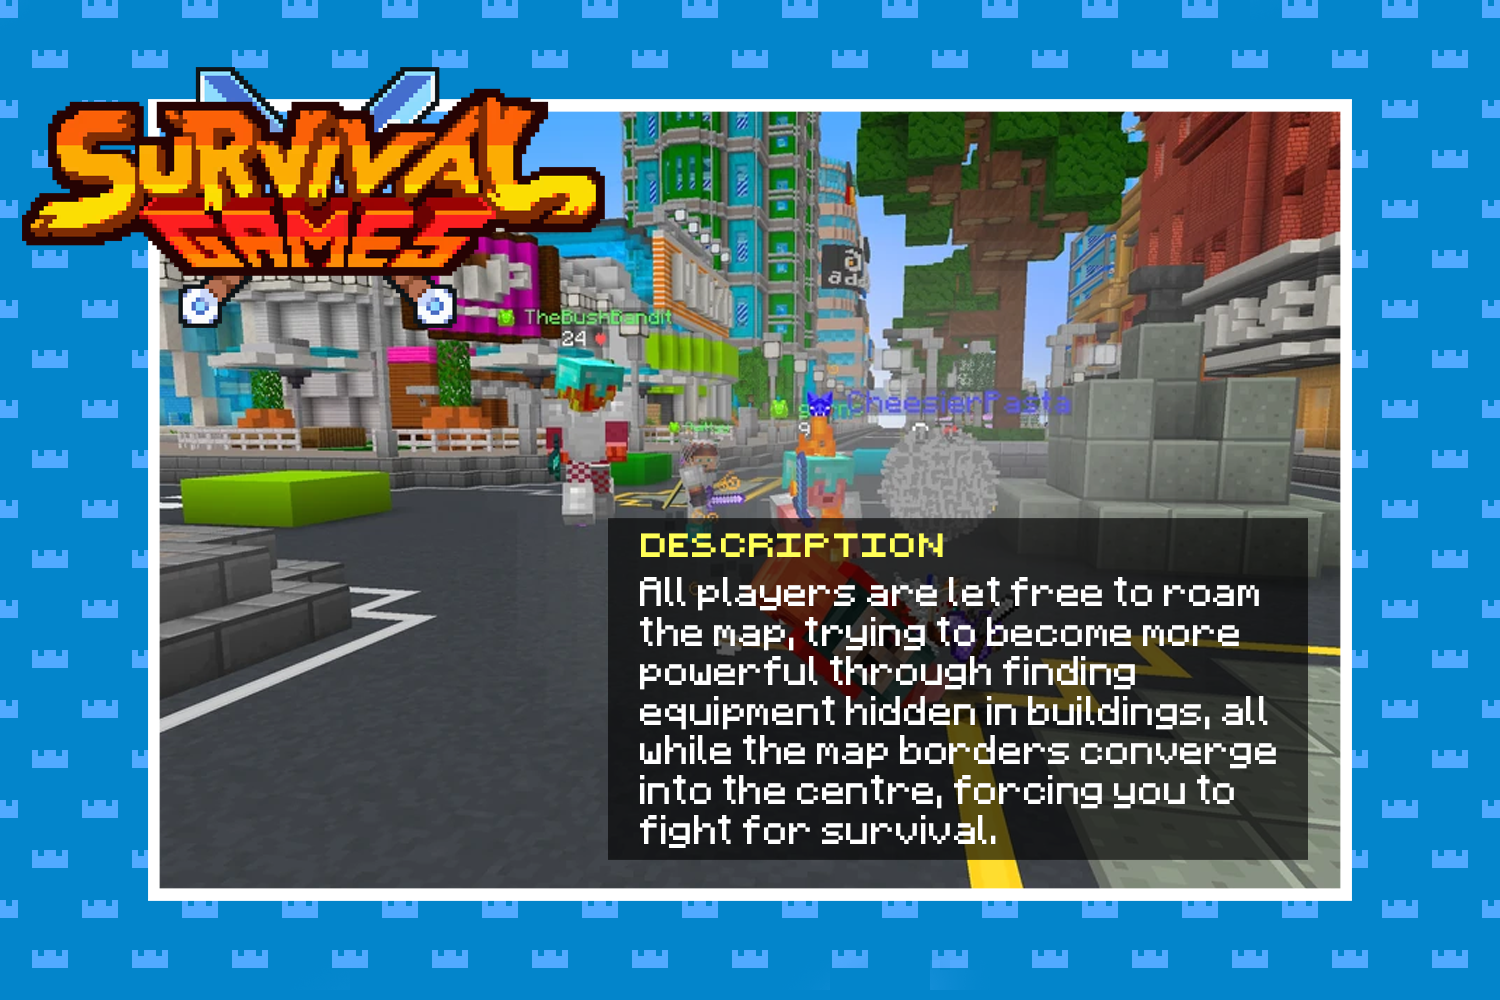 SURVIVAL
GAMES
TheBushBandit
24
CheesierPasta
9
DESCRIPTION
All players are let free to roam
the map, trying to become more
powerful through finding
equipment hidden in buildings, all
while the map borders converge
into the centre, forcing you to
fight for survival.